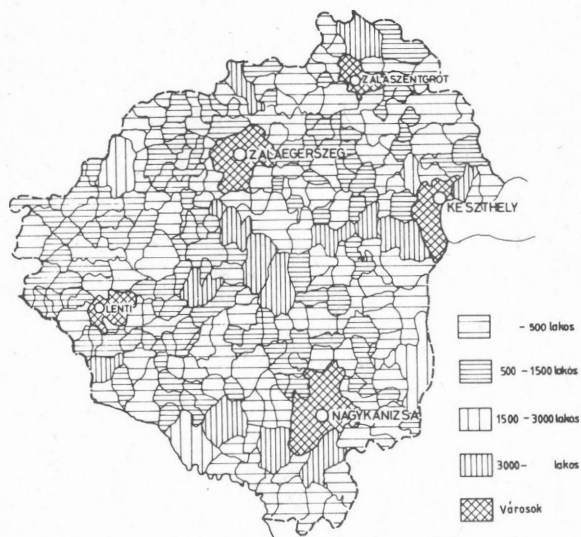 ZALASZENTGRÓT
ZALAEGERSZEG
KESZTHELY
LENTI
NAGYKANIZSA
- 500 lakos
500 - 1500 lakos
1500 - 3000 lakos
3000 - lakos
Városok